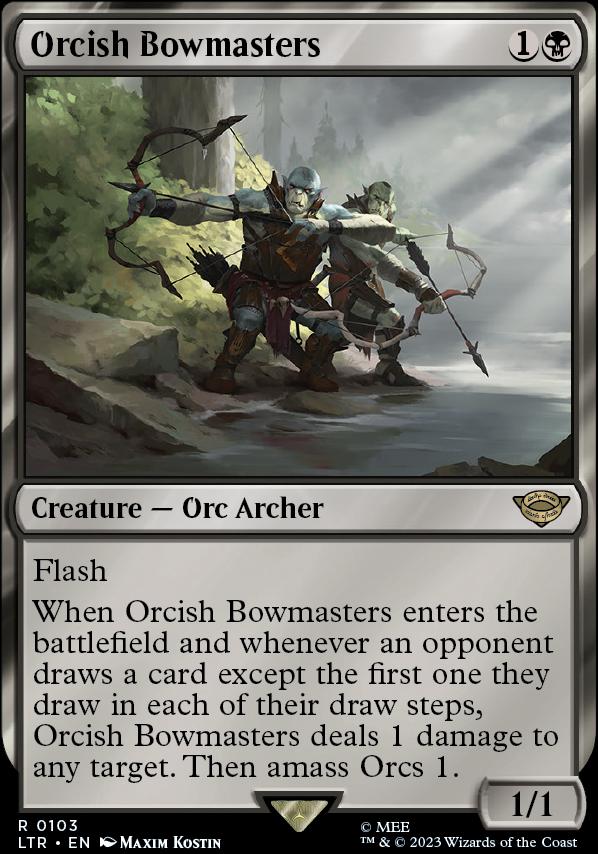 Orcish Bowmasters 1
Creature — Orc Archer
Flash
When Orcish Bowmasters enters the
battlefield and whenever an opponent
draws a card except the first one they
draw in each of their draw steps,
Orcish Bowmasters deals 1 damage to
any target. Then amass Orcs 1.
1/1
R 0103
LTR • EN Maxim Kostin
© MEE
™ & © 2023 Wizards of the Coast